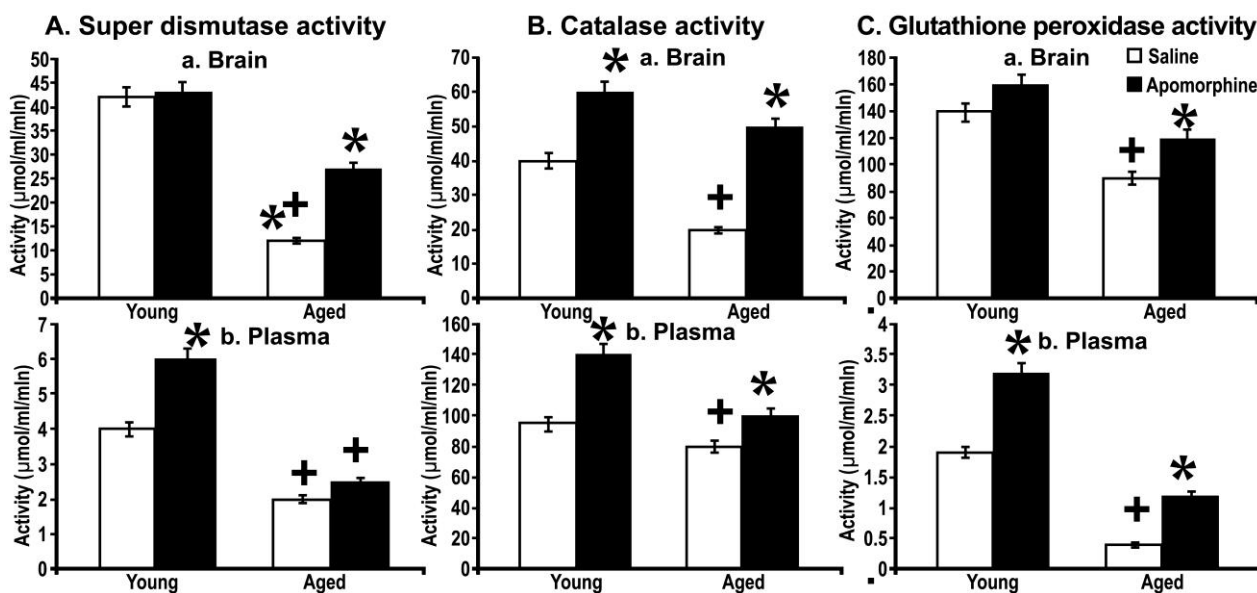 A. Super dismutase activity
a. Brain
Activity (µmol/ml/mln)
50
45
40
35
30
25
20
15
10
5
0
*
+
*
Young
Aged
b. Plasma
Activity (µmol/ml/mln)
7
6
5
4
3
2
1
0
*
+
+
Young
Aged
B. Catalase activity
a. Brain
Activity (µmol/ml/mln)
70
60
50
40
30
20
10
0
*
+
*
Young
Aged
b. Plasma
Activity (µmol/ml/mln)
160
140
120
100
80
60
40
20
0
*
+
*
Young
Aged
C. Glutathione peroxidase activity
a. Brain
Saline
Apomorphine
Activity (µmol/ml/mln)
180
160
140
120
100
80
60
40
20
0
+
*
Young
Aged
b. Plasma
Activity (µmol/ml/mln)
4
3.5
3
2.5
2
1.5
1
0.5
0
*
+
*
Young
Aged